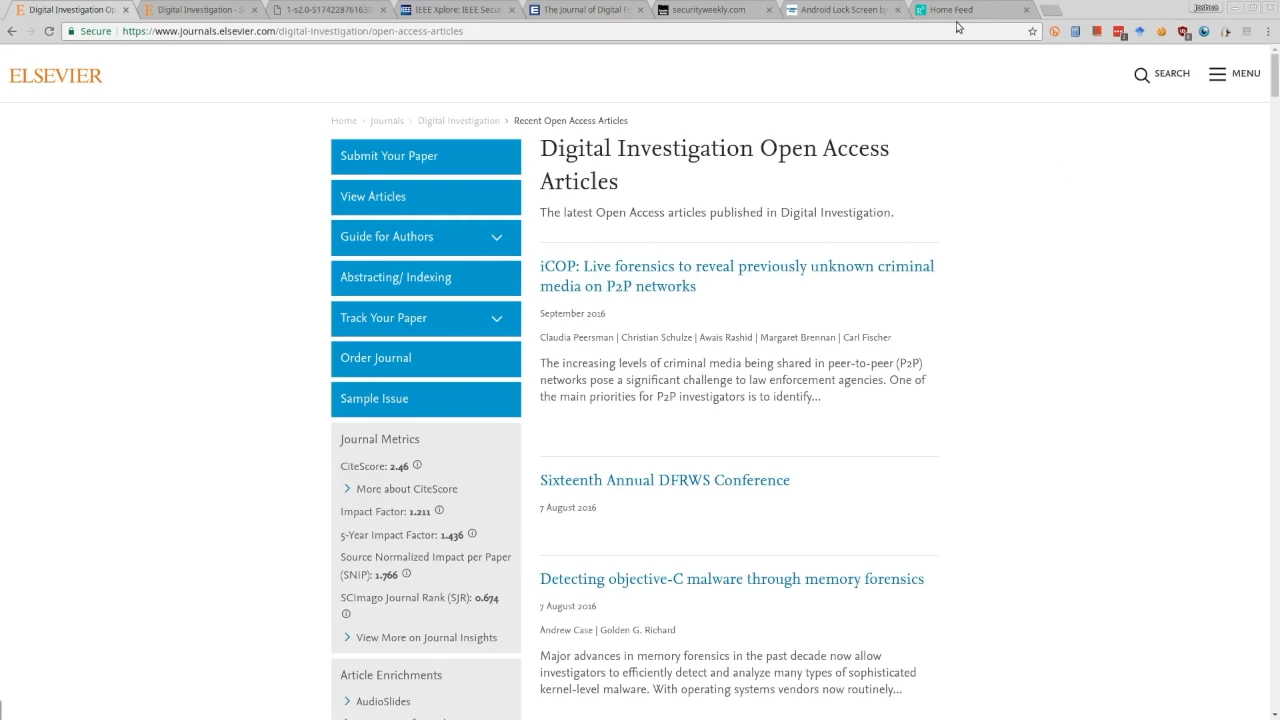 Digital Investigation Ope
Digital Investigation - S
1-s2.0-S174228761630
IEEE Xplore: IEEE Secur
The Journal of Digital Fo
securityweekly.com
Android Lock Screen by
Home Feed
Secure
https://www.journals.elsevier.com/digital-investigation/open-access-articles
ELSEVIER
SEARCH
MENU
Home › Journals › Digital Investigation › Recent Open Access Articles
Submit Your Paper
View Articles
Guide for Authors
Abstracting/ Indexing
Track Your Paper
Order Journal
Sample Issue
Journal Metrics
CiteScore: 2.46
More about CiteScore
Impact Factor: 1.211
5-Year Impact Factor: 1.436
Source Normalized Impact per Paper
(SNIP): 1.766
SCImago Journal Rank (SJR): 0.674
View More on Journal Insights
Article Enrichments
AudioSlides
Digital Investigation Open Access
Articles
The latest Open Access articles published in Digital Investigation.
iCOP: Live forensics to reveal previously unknown criminal
media on P2P networks
September 2016
Claudia Peersman | Christian Schulze | Awais Rashid | Margaret Brennan | Carl Fischer
The increasing levels of criminal media being shared in peer-to-peer (P2P)
networks pose a significant challenge to law enforcement agencies. One of
the main priorities for P2P investigators is to identify...
Sixteenth Annual DFRWS Conference
7 August 2016
Detecting objective-C malware through memory forensics
7 August 2016
Andrew Case | Golden G. Richard
Major advances in memory forensics in the past decade now allow
investigators to efficiently detect and analyze many types of sophisticated
kernel-level malware. With operating systems vendors now routinely...